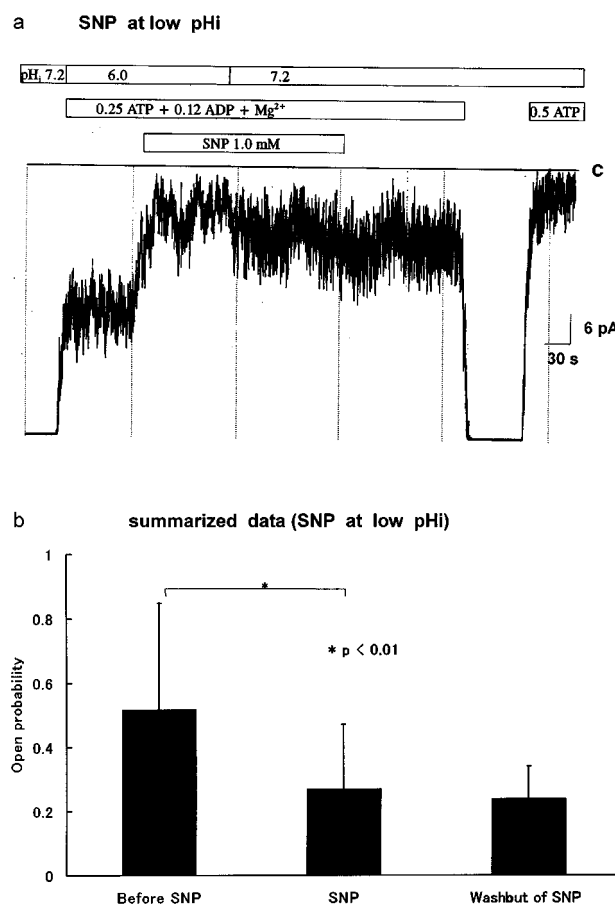 a SNP at low pHi
pHi 7.2 6.0 7.2
0.25 ATP + 0.12 ADP + Mg²⁺ 0.5 ATP
SNP 1.0 mM
C
6 pA
30 s
b summarized data (SNP at low pHi)
1
*
0.8
* p < 0.01
0.6
0.4
0.2
0
Open probability
Before SNP SNP Washbut of SNP